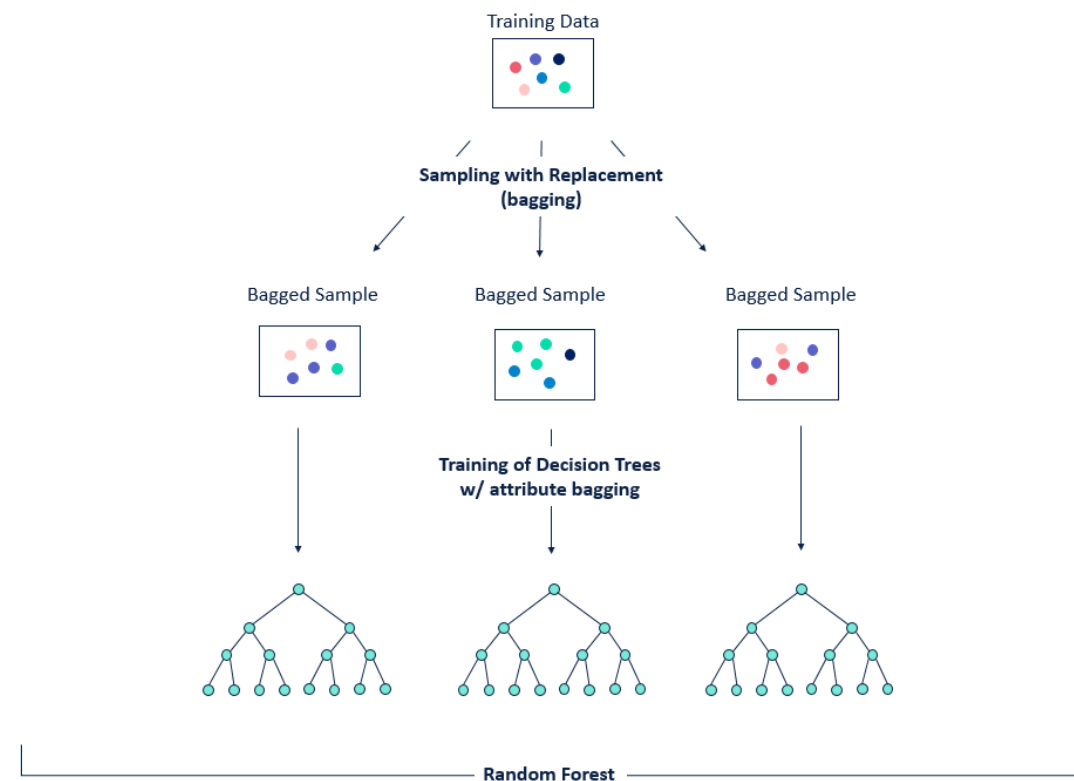 Training Data
Sampling with Replacement
(bagging)
Bagged Sample
Bagged Sample
Bagged Sample
Training of Decision Trees
w/ attribute bagging
Random Forest